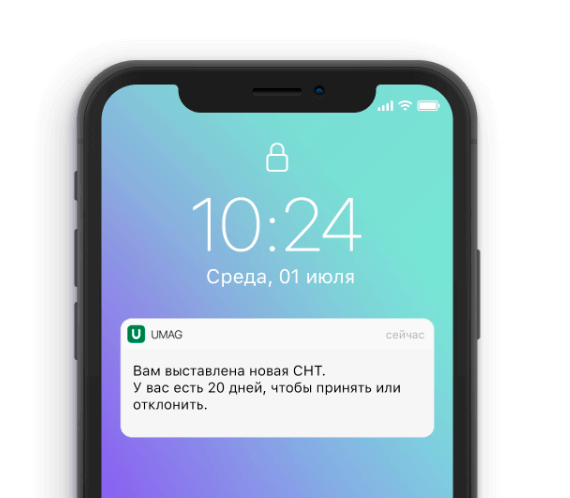 10:24
Среда, 01 июля
U UMAG сейчас
Вам выставлена новая СНТ.
У вас есть 20 дней, чтобы принять или
отклонить.